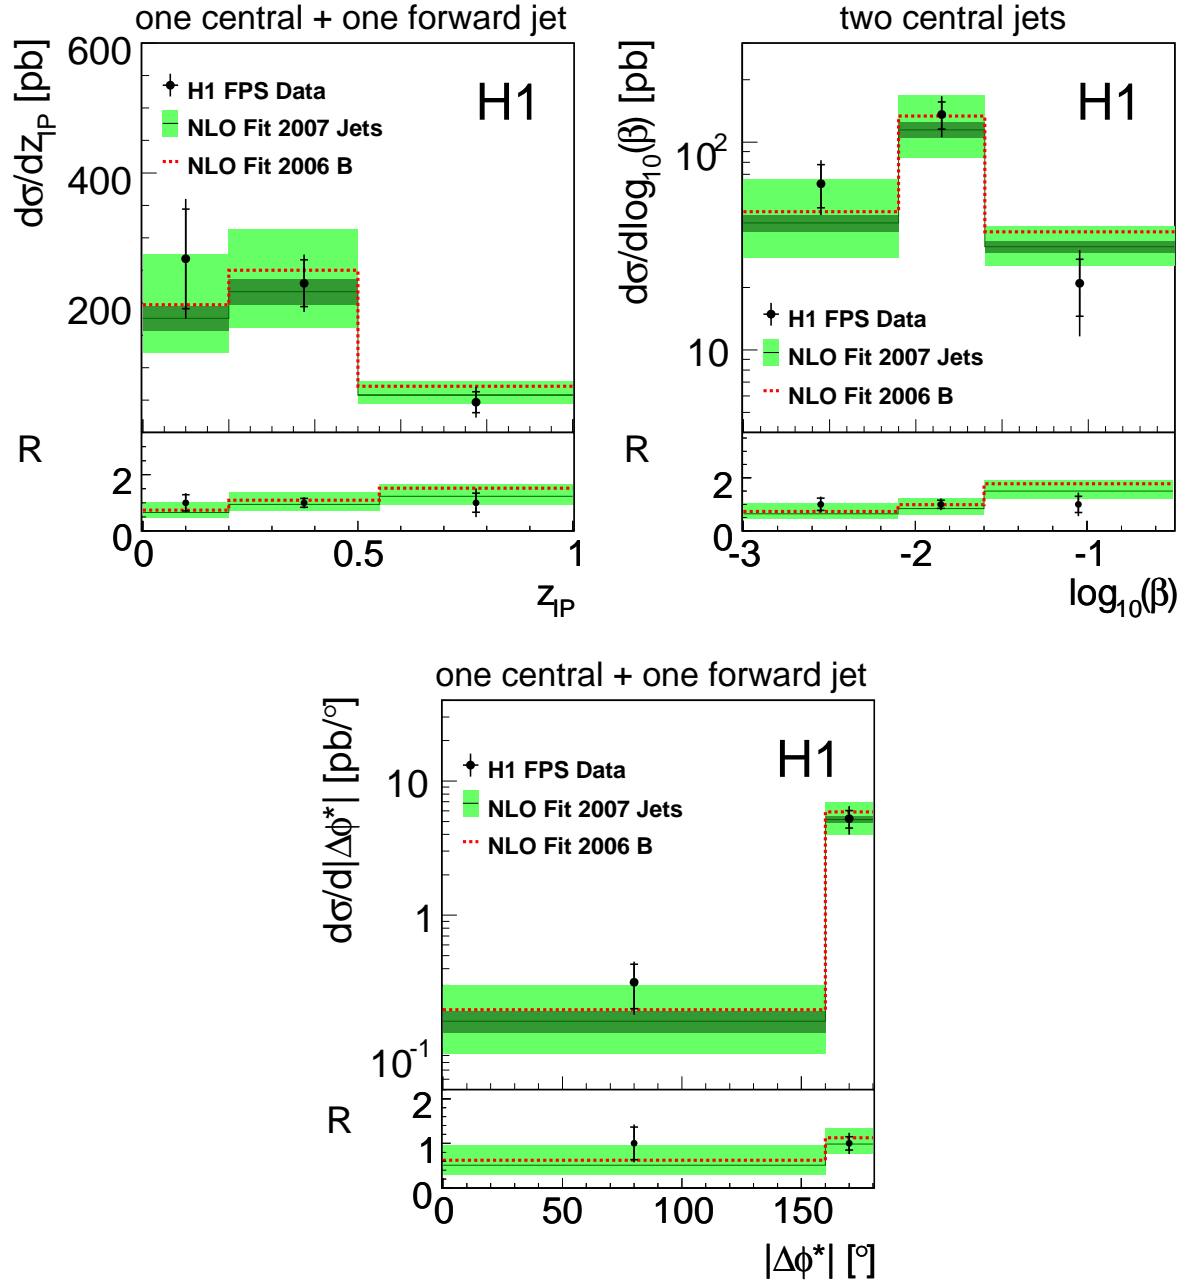 one central + one forward jet
dσ/dz_IP [pb]
600
400
200
H1 FPS Data
NLO Fit 2007 Jets
NLO Fit 2006 B
H1
R
2
0
0 0.5 1
z_IP
two central jets
dσ/dlog₁₀(β) [pb]
10²
10
H1
H1 FPS Data
NLO Fit 2007 Jets
NLO Fit 2006 B
R
2
0
-3 -2 -1
log₁₀(β)
one central + one forward jet
dσ/d|Δϕ*| [pb/°]
10
1
10⁻¹
H1 FPS Data
NLO Fit 2007 Jets
NLO Fit 2006 B
H1
R
2
1
0
0 50 100 150
|Δϕ*| [°]